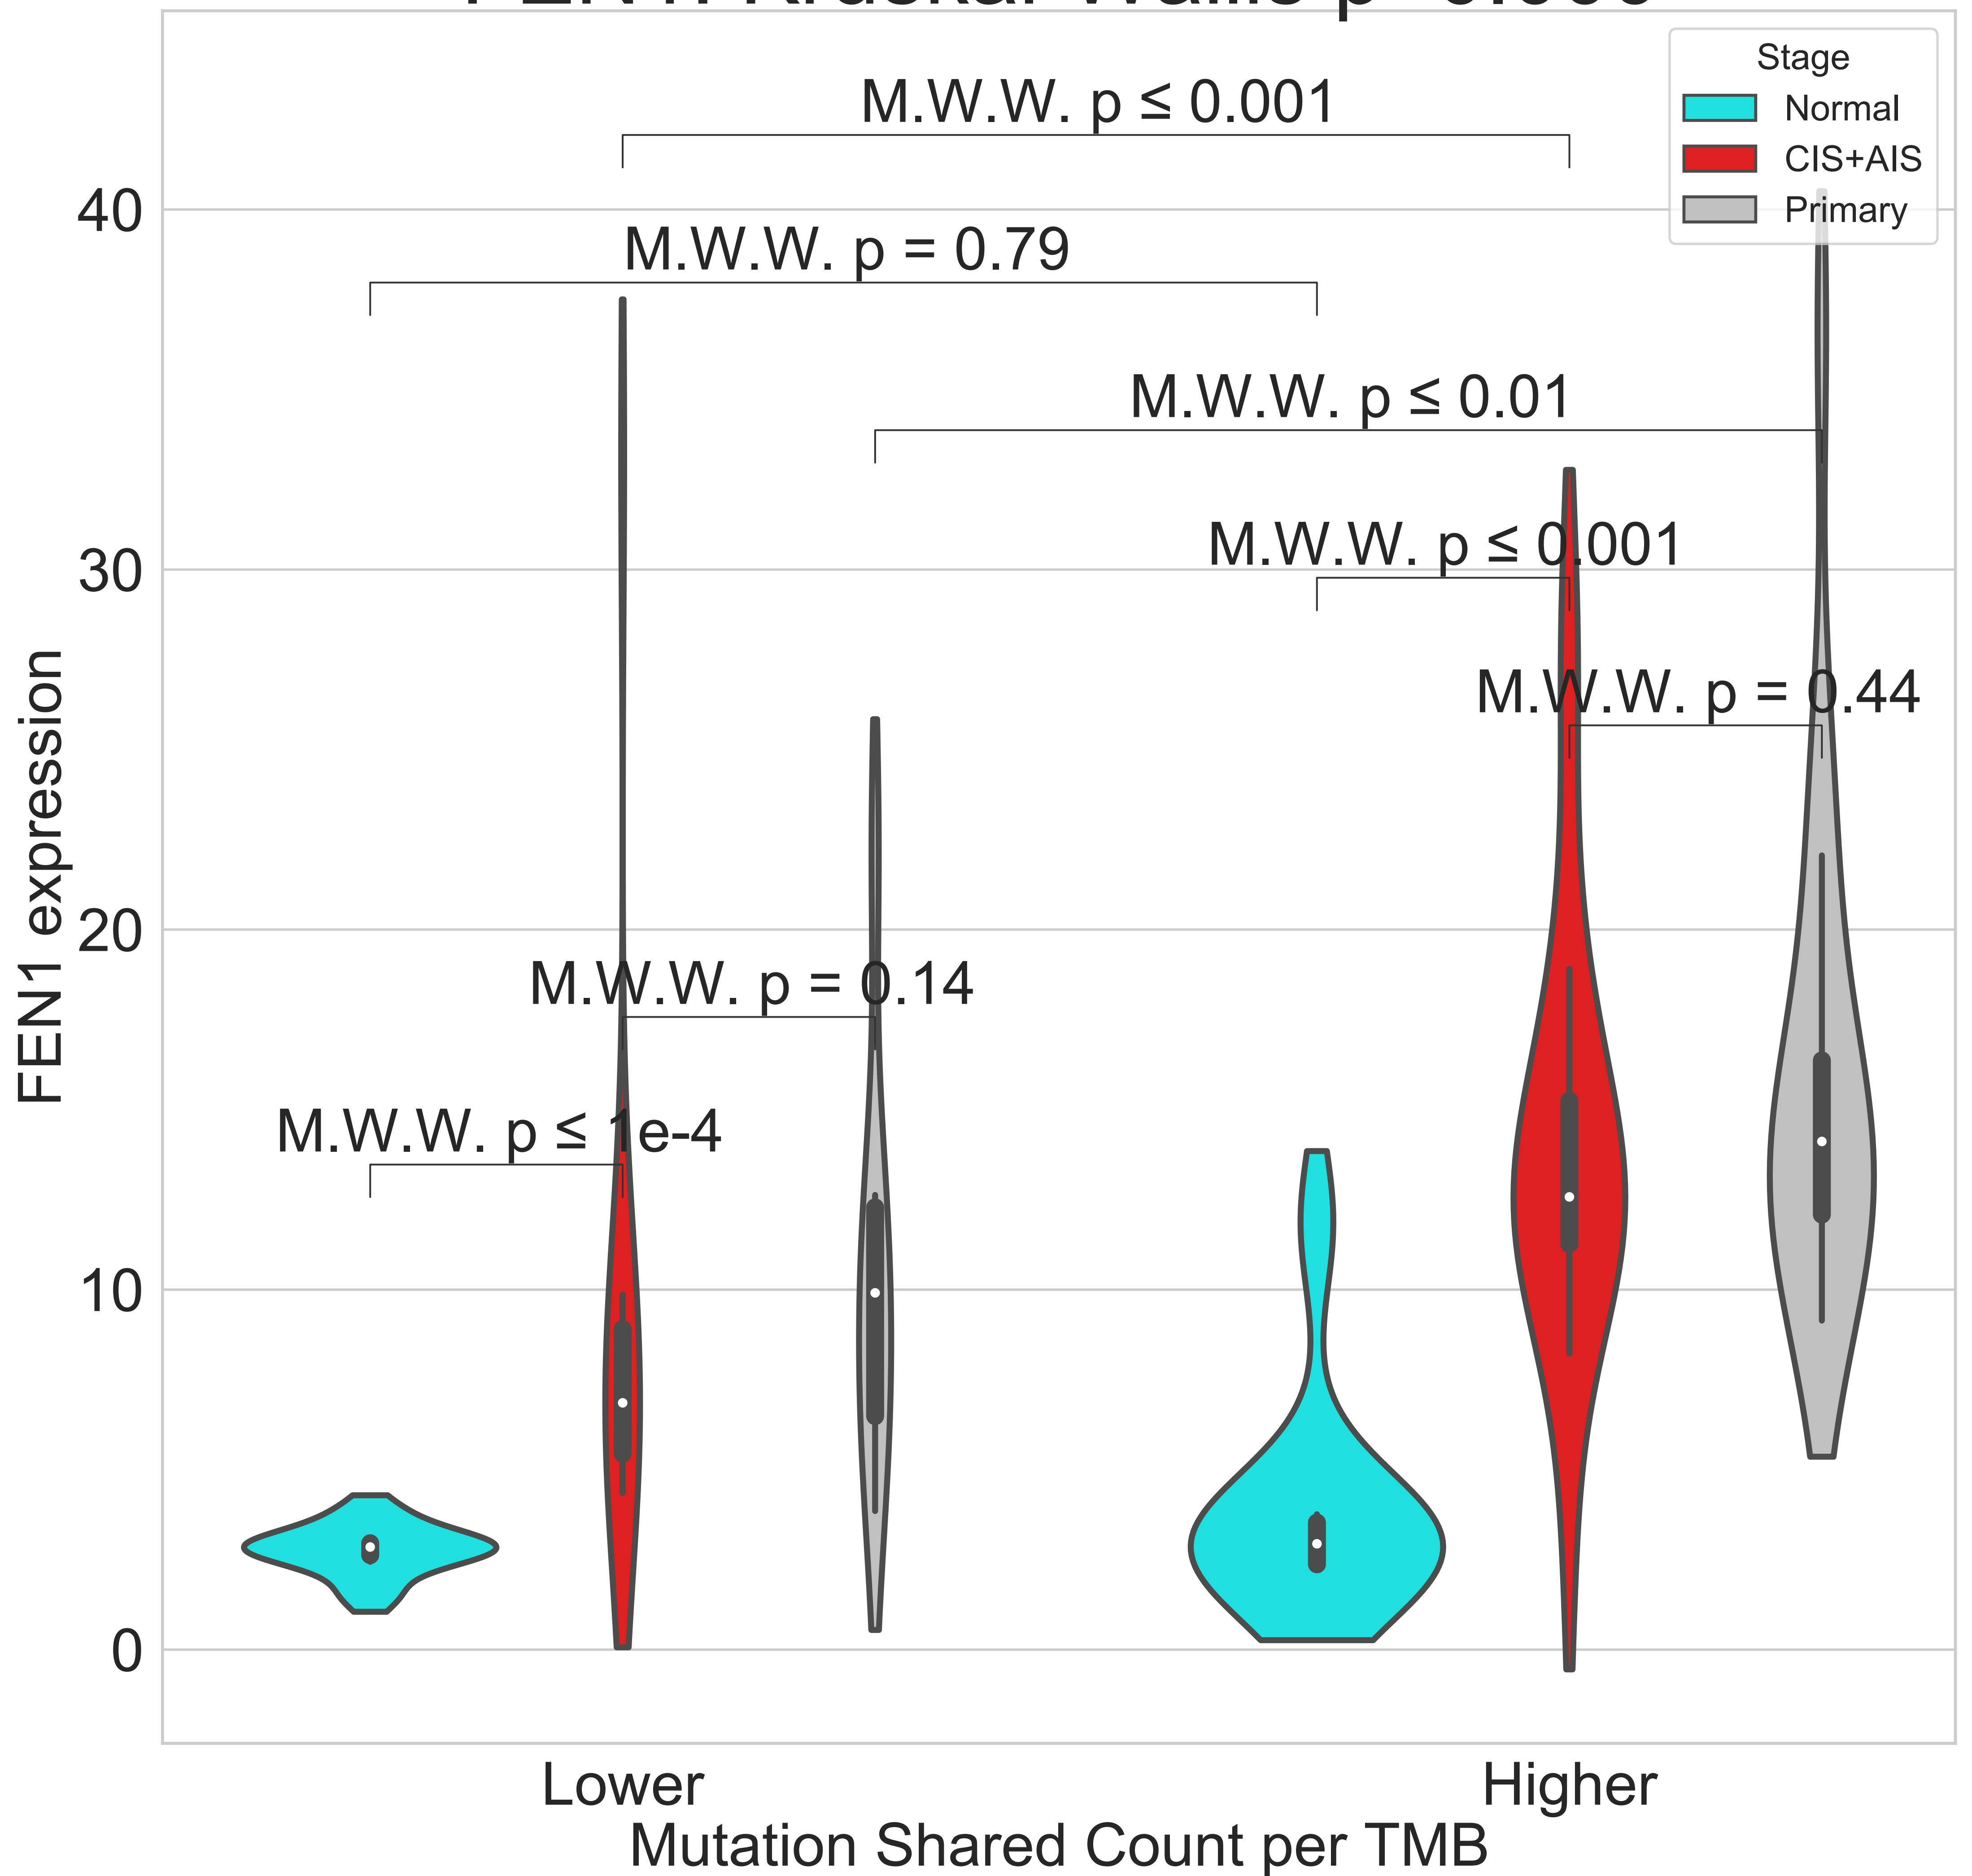 Stage
Normal
CIS+AIS
Primary
M.W.W. p ≤ 0.001
40
M.W.W. p = 0.79
M.W.W. p ≤ 0.01
30
M.W.W. p ≤ 0.001
M.W.W. p = 0.44
FEN1 expression
20
M.W.W. p = 0.14
M.W.W. p ≤ 1e-4
10
0
Lower
Higher
Mutation Shared Count per TMB